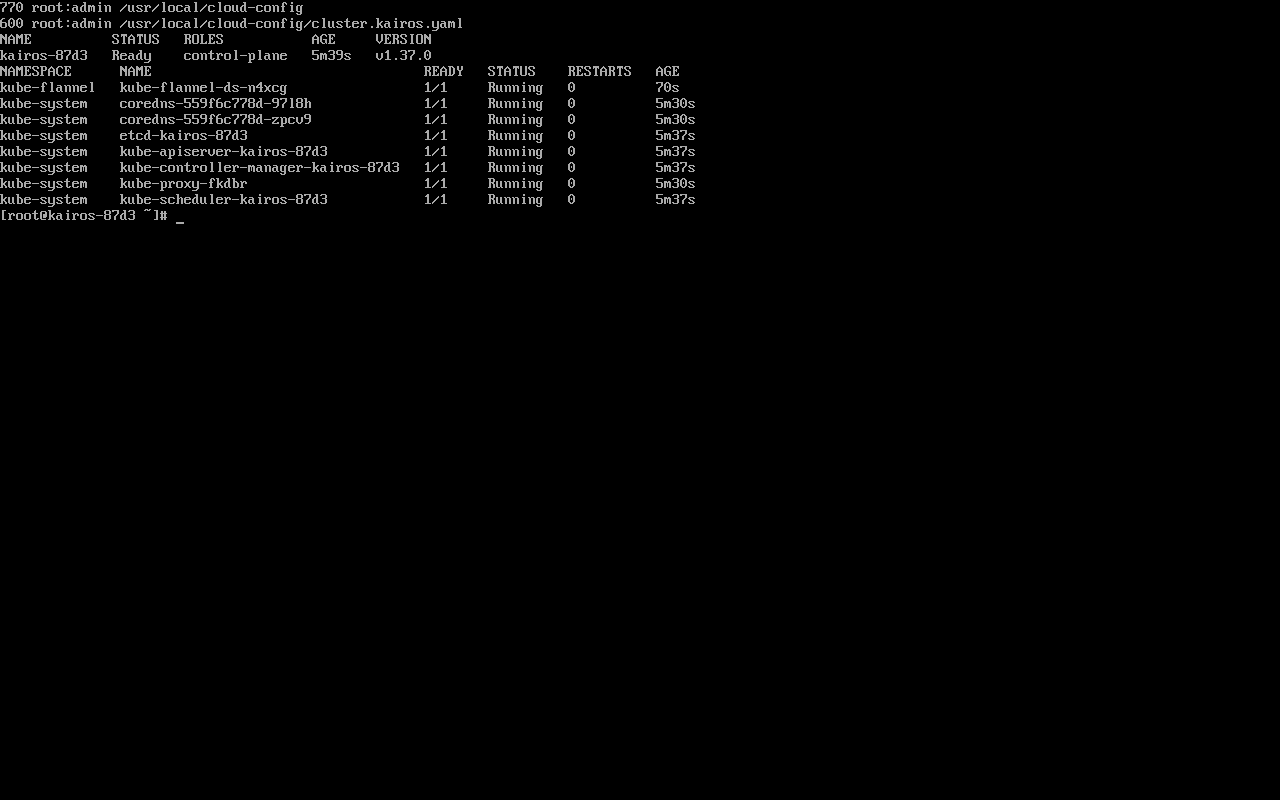 770 root:admin /usr/local/cloud-config
600 root:admin /usr/local/cloud-config/cluster.kairos.yaml
NAME          STATUS   ROLES           AGE     VERSION
kairos-87d3   Ready    control-plane   5m39s   v1.37.0
NAMESPACE      NAME                                  READY   STATUS    RESTARTS   AGE
kube-flannel   kube-flannel-ds-n4xcg                 1/1     Running   0          70s
kube-system    coredns-559f6c778d-97l8h              1/1     Running   0          5m30s
kube-system    coredns-559f6c778d-zpcv9              1/1     Running   0          5m30s
kube-system    etcd-kairos-87d3                      1/1     Running   0          5m37s
kube-system    kube-apiserver-kairos-87d3            1/1     Running   0          5m37s
kube-system    kube-controller-manager-kairos-87d3   1/1     Running   0          5m37s
kube-system    kube-proxy-fkdbr                      1/1     Running   0          5m30s
kube-system    kube-scheduler-kairos-87d3            1/1     Running   0          5m37s
[root@kairos-87d3 ~]# _